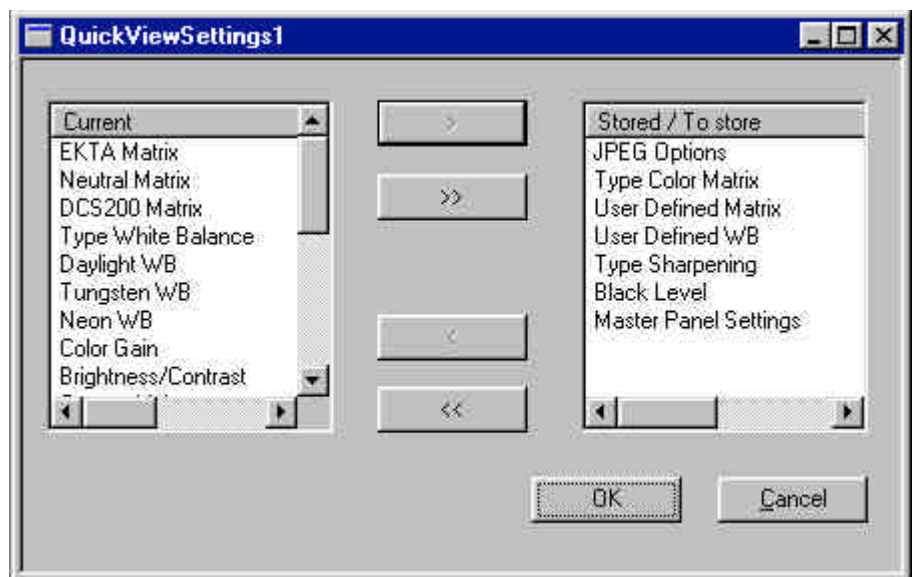 QuickViewSettings1
Current
EKTA Matrix
Neutral Matrix
DCS200 Matrix
Type White Balance
Daylight WB
Tungsten WB
Neon WB
Color Gain
Brightness/Contrast
>
>>
<
<<
Stored / To store
JPEG Options
Type Color Matrix
User Defined Matrix
User Defined WB
Type Sharpening
Black Level
Master Panel Settings
OK
Cancel